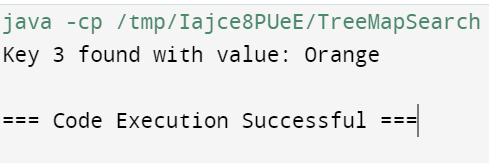 java -cp /tmp/Iajce8PUeE/TreeMapSearch
Key 3 found with value: Orange
=== Code Execution Successful ===